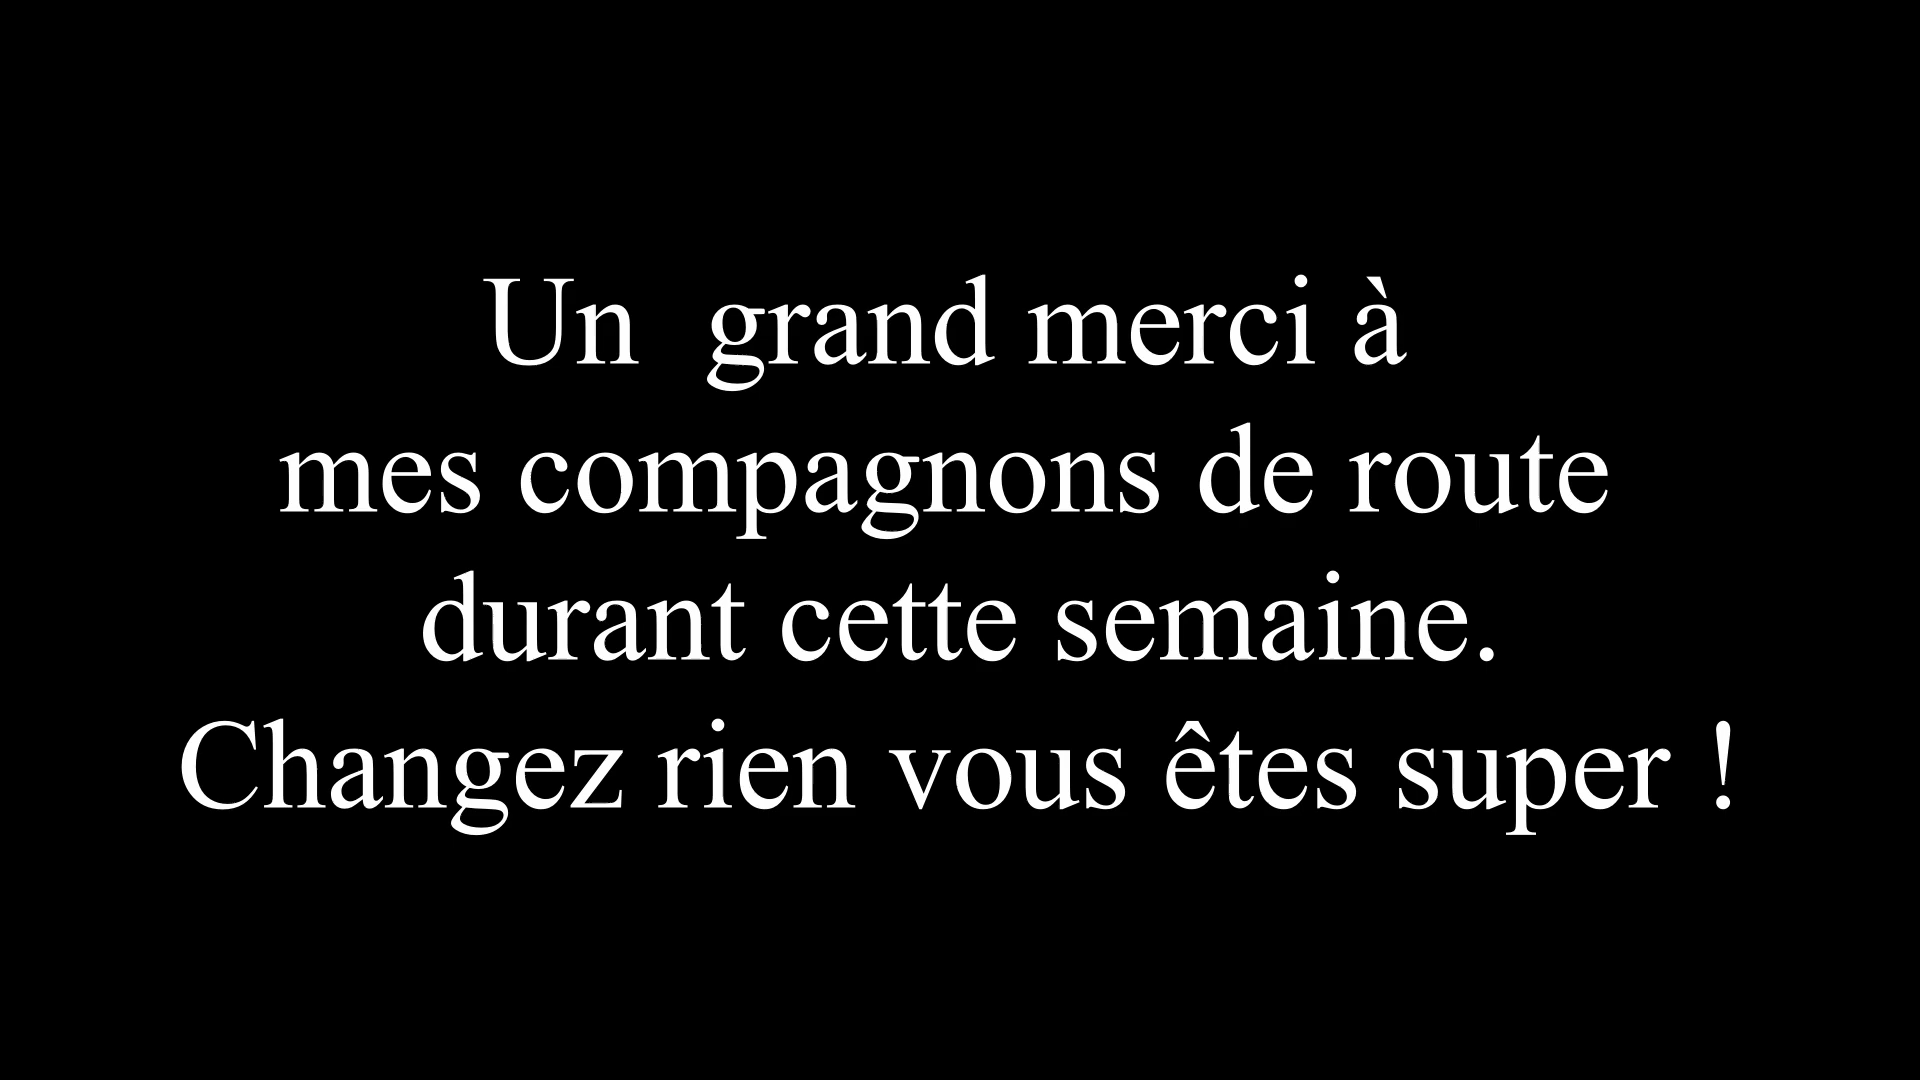 Un  grand merci à
mes compagnons de route
durant cette semaine.
Changez rien vous êtes super !